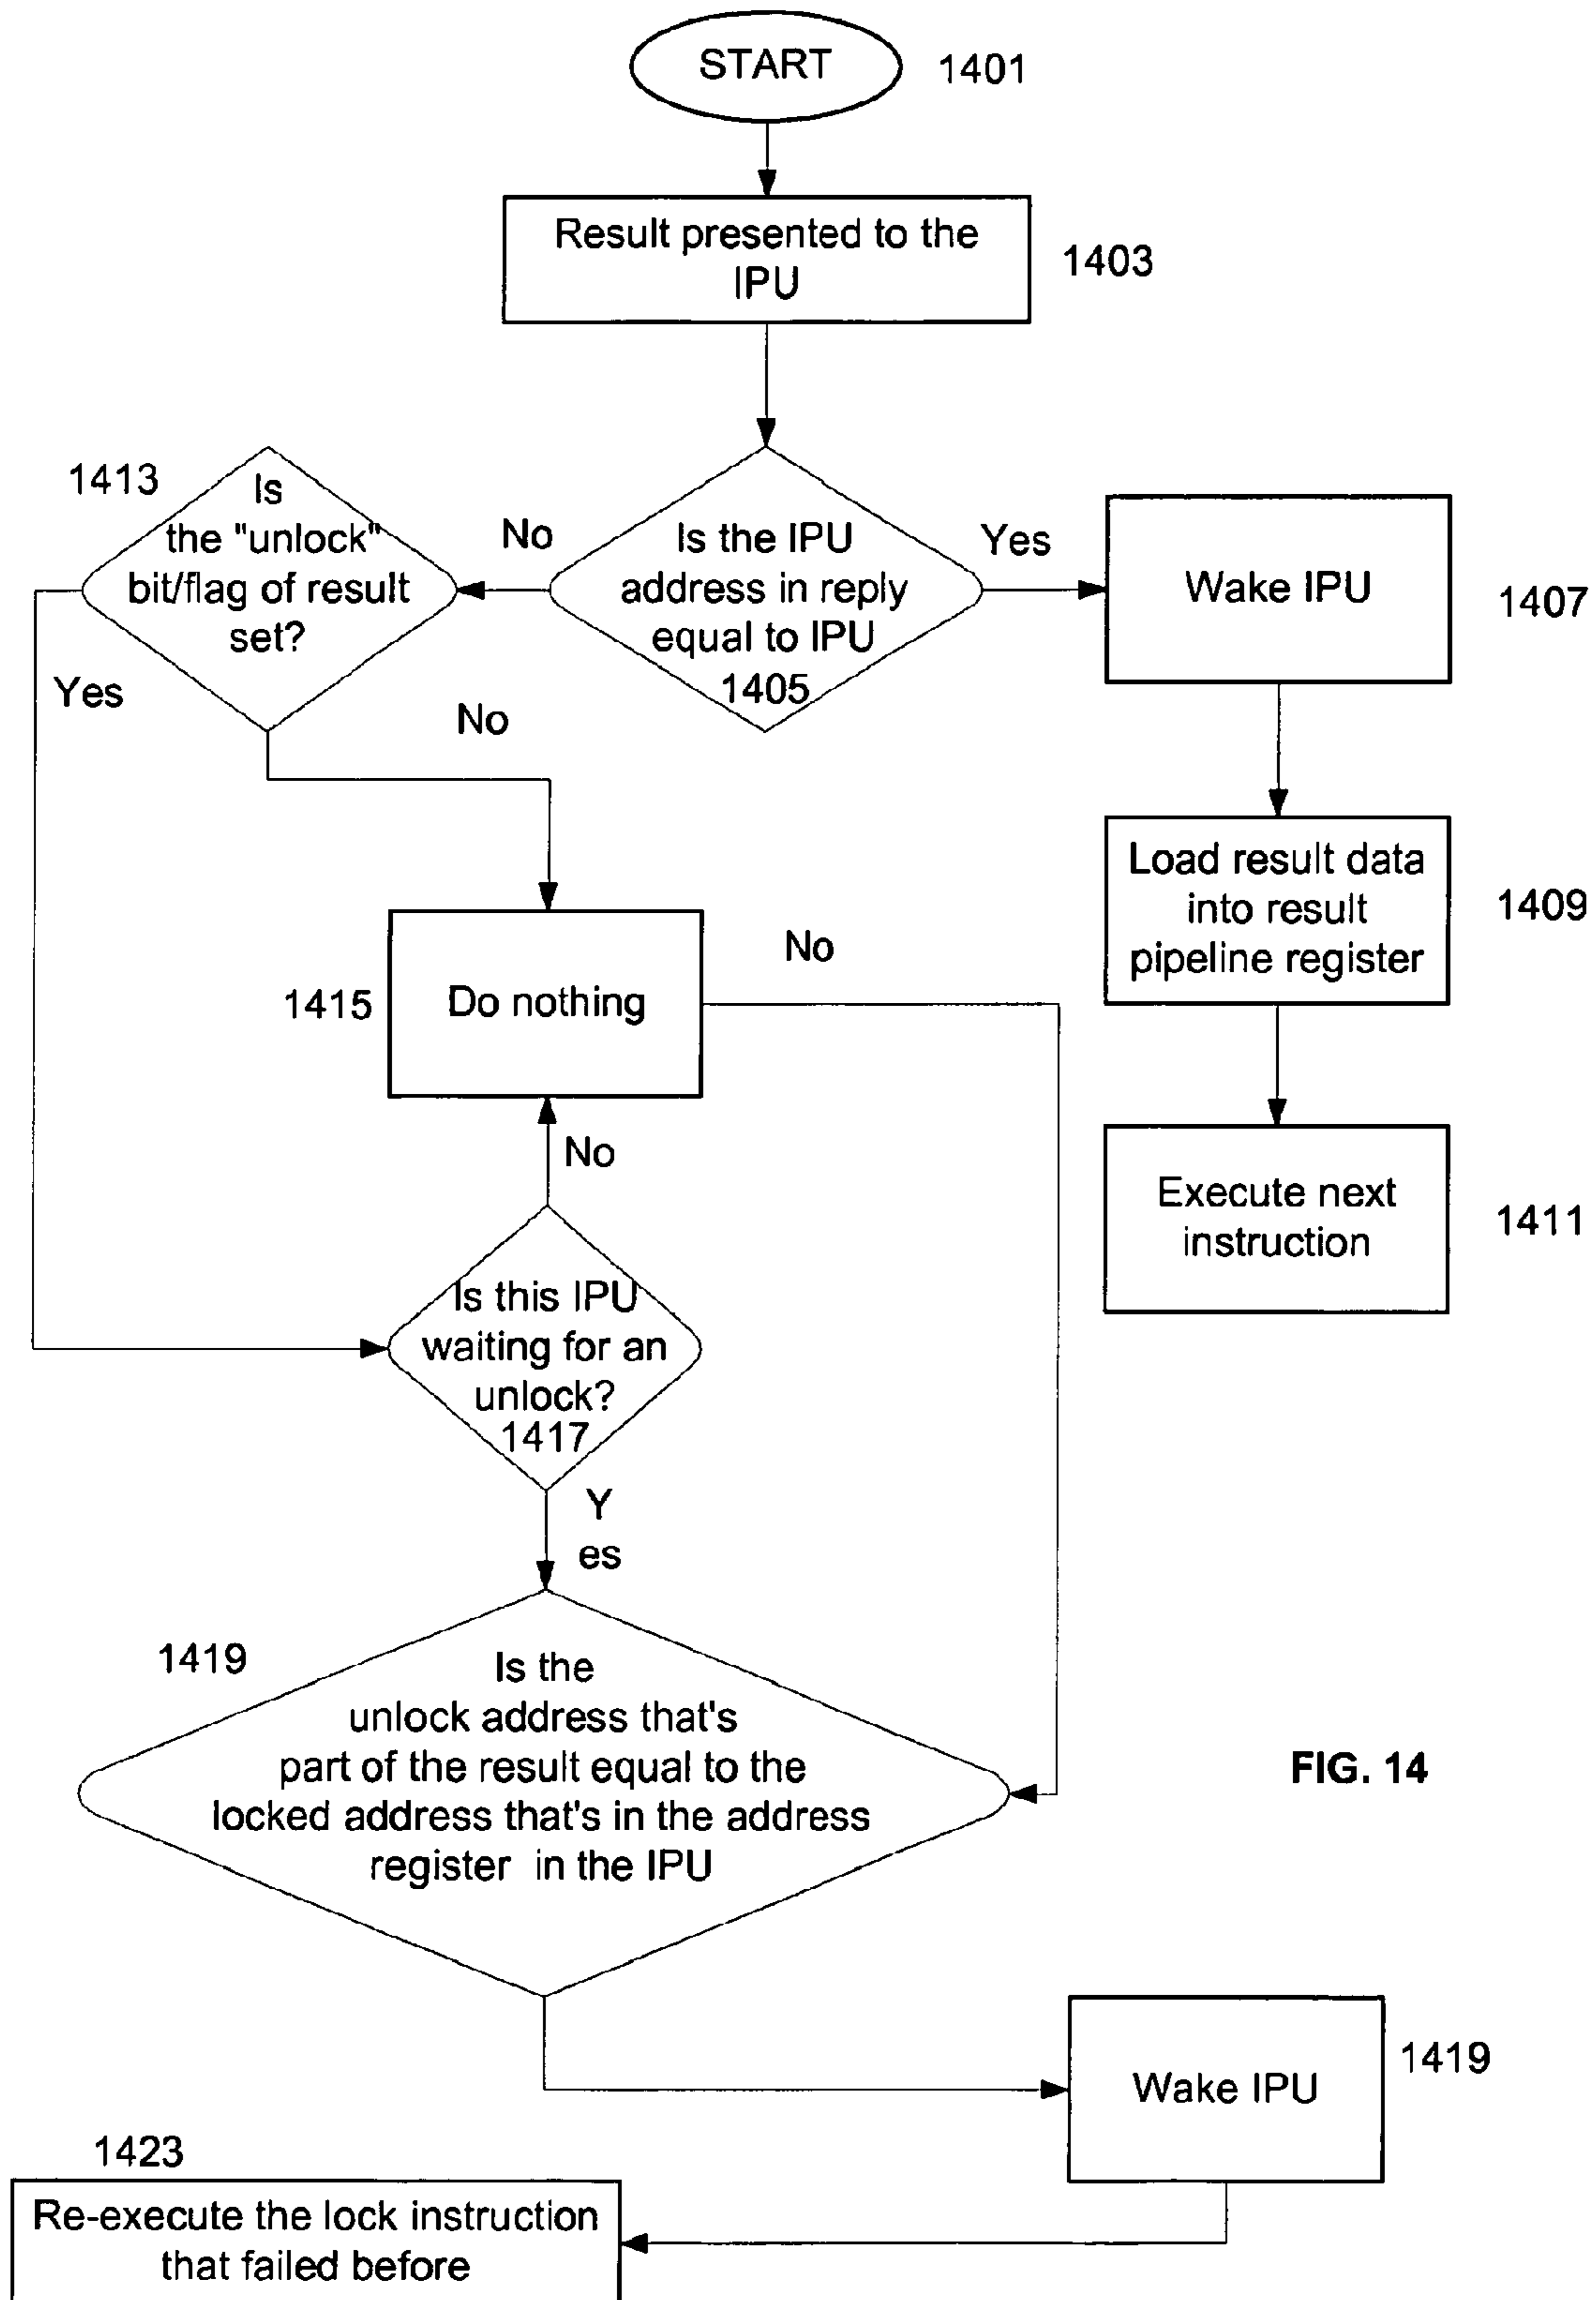 START
1401
Result presented to the
IPU
1403
1413
Is
the "unlock"
bit/flag of result
set?
No
Is the IPU
address in reply
equal to IPU
1405
Yes
Wake IPU
1407
Yes
No
Load result data
into result
pipeline register
1409
No
1415
Do nothing
Execute next
instruction
1411
No
Is this IPU
waiting for an
unlock?
1417
Y
es
1419
Is the
unlock address that's
part of the result equal to the
locked address that's in the address
register in the IPU
FIG. 14
Wake IPU
1419
1423
Re-execute the lock instruction
that failed before